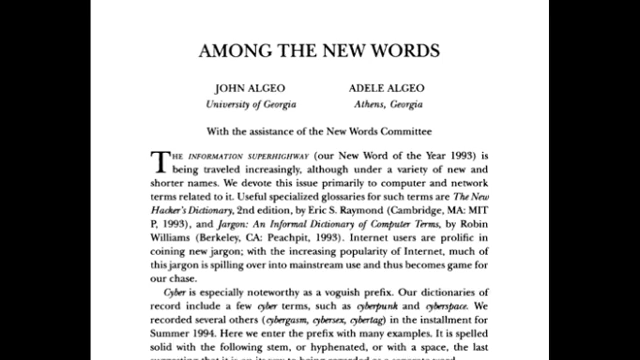 AMONG THE NEW WORDS
JOHN ALGEO ADELE ALGEO
University of Georgia Athens, Georgia
With the assistance of the New Words Committee
THE INFORMATION SUPERHIGHWAY (our New Word of the Year 1993) is
being traveled increasingly, although under a variety of new and
shorter names. We devote this issue primarily to computer and network
terms related to it. Useful specialized glossaries for such terms are The New
Hacker's Dictionary, 2nd edition, by Eric S. Raymond (Cambridge, MA: MIT
P, 1993), and Jargon: An Informal Dictionary of Computer Terms, by Robin
Williams (Berkeley, CA: Peachpit, 1993). Internet users are prolific in
coining new jargon; with the increasing popularity of Internet, much of
this jargon is spilling over into mainstream use and thus becomes game for
our chase.
Cyber is especially noteworthy as a voguish prefix. Our dictionaries of
record include a few cyber terms, such as cyberpunk and cyberspace. We
recorded several others (cybergasm, cybersex, cybertag) in the installment for
Summer 1994. Here we enter the prefix with many examples. It is spelled
solid with the following stem, or hyphenated, or with a space, the last